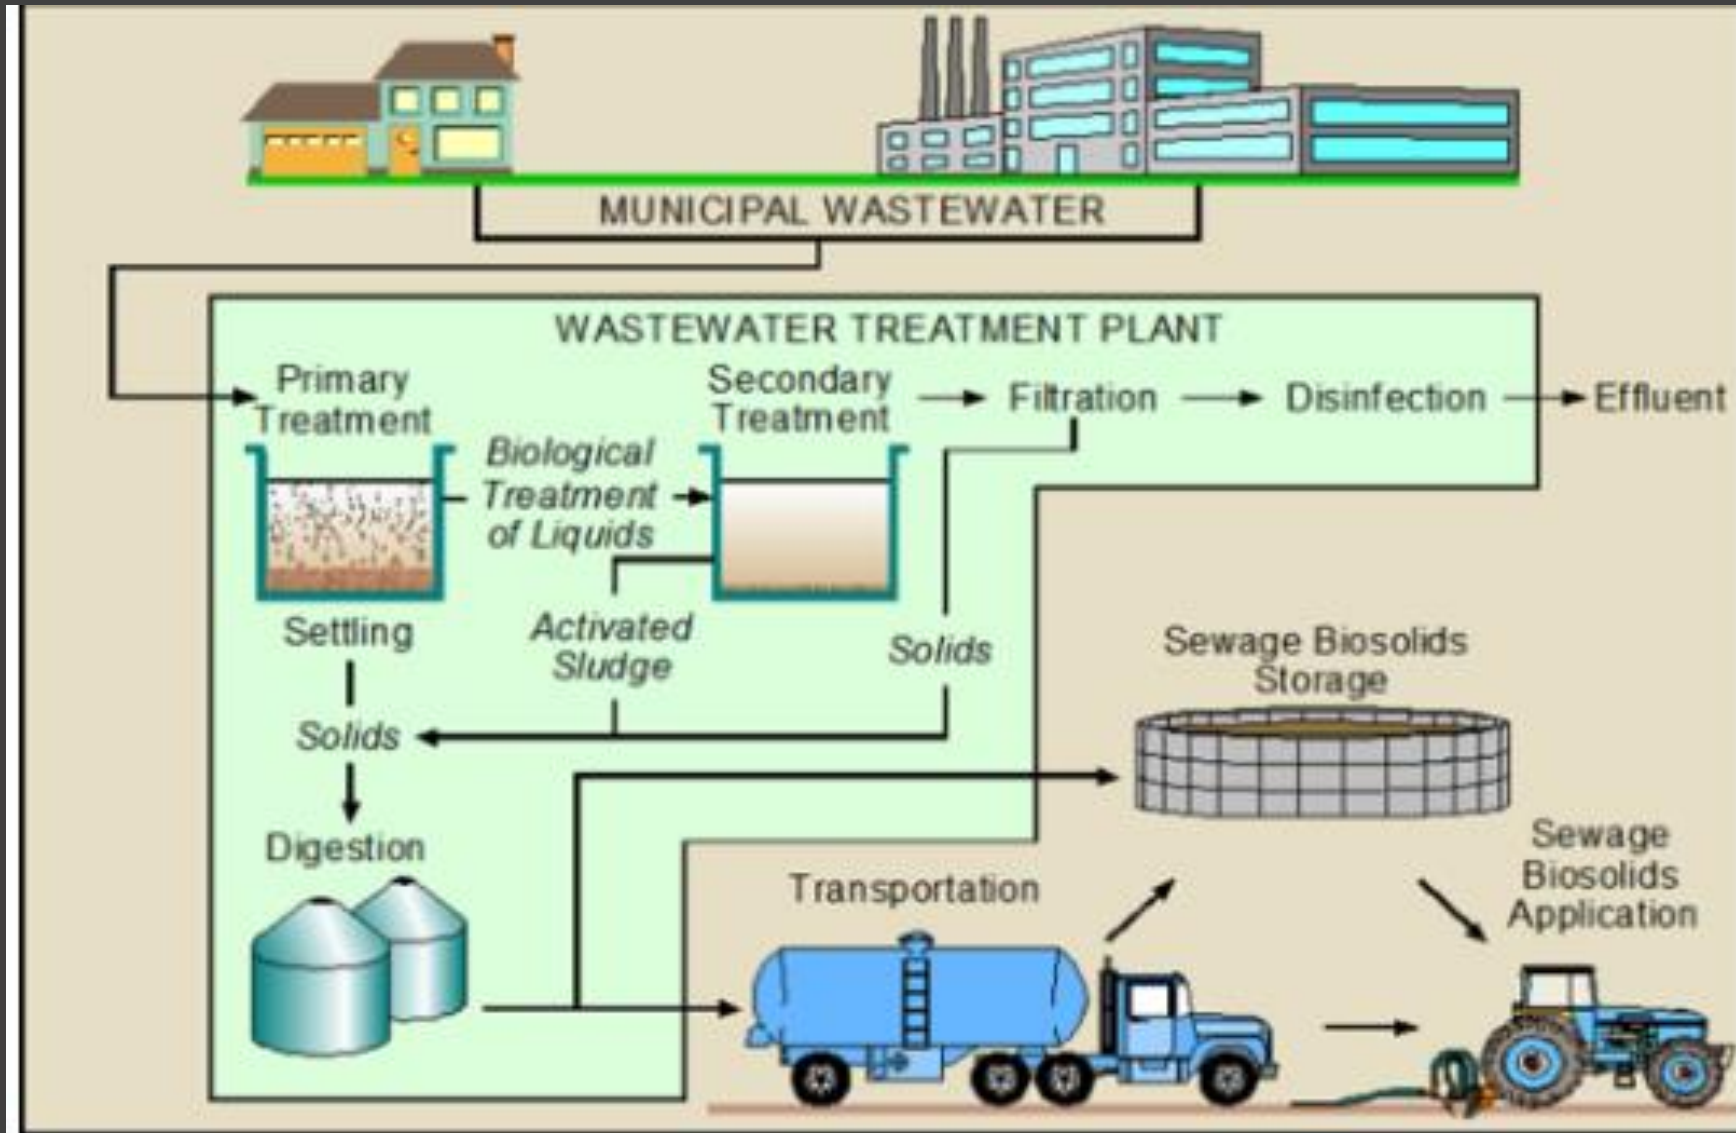 MUNICIPAL WASTEWATER
WASTEWATER TREATMENT PLANT
Primary
Treatment
Biological
Treatment
of Liquids
Secondary
Treatment
Filtration
Disinfection
Effluent
Settling
Activated
Sludge
Solids
Solids
Digestion
Sewage Biosolids
Storage
Transportation
Sewage
Biosolids
Application